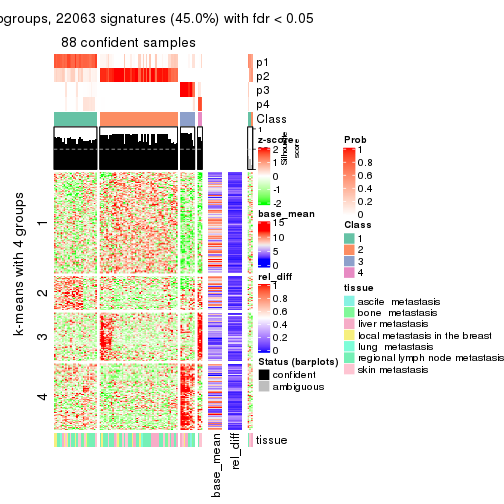 ogroups, 22063 signatures (45.0%) with fdr < 0.05
88 confident samples
p1
p2
p3
p4
Class
1
Silhouette
score
k-means with 4 groups
1
2
3
4
tissue
base_mean
rel_diff
z-score
2
1
0
-1
-2
base_mean
15
10
5
0
rel_diff
1
0.8
0.6
0.4
0.2
0
Status (barplots)
confident
ambiguous
Prob
1
0.8
0.6
0.4
0.2
0
Class
1
2
3
4
tissue
ascite metastasis
bone metastasis
liver metastasis
local metastasis in the breast
lung metastasis
regional lymph node metastasis
skin metastasis